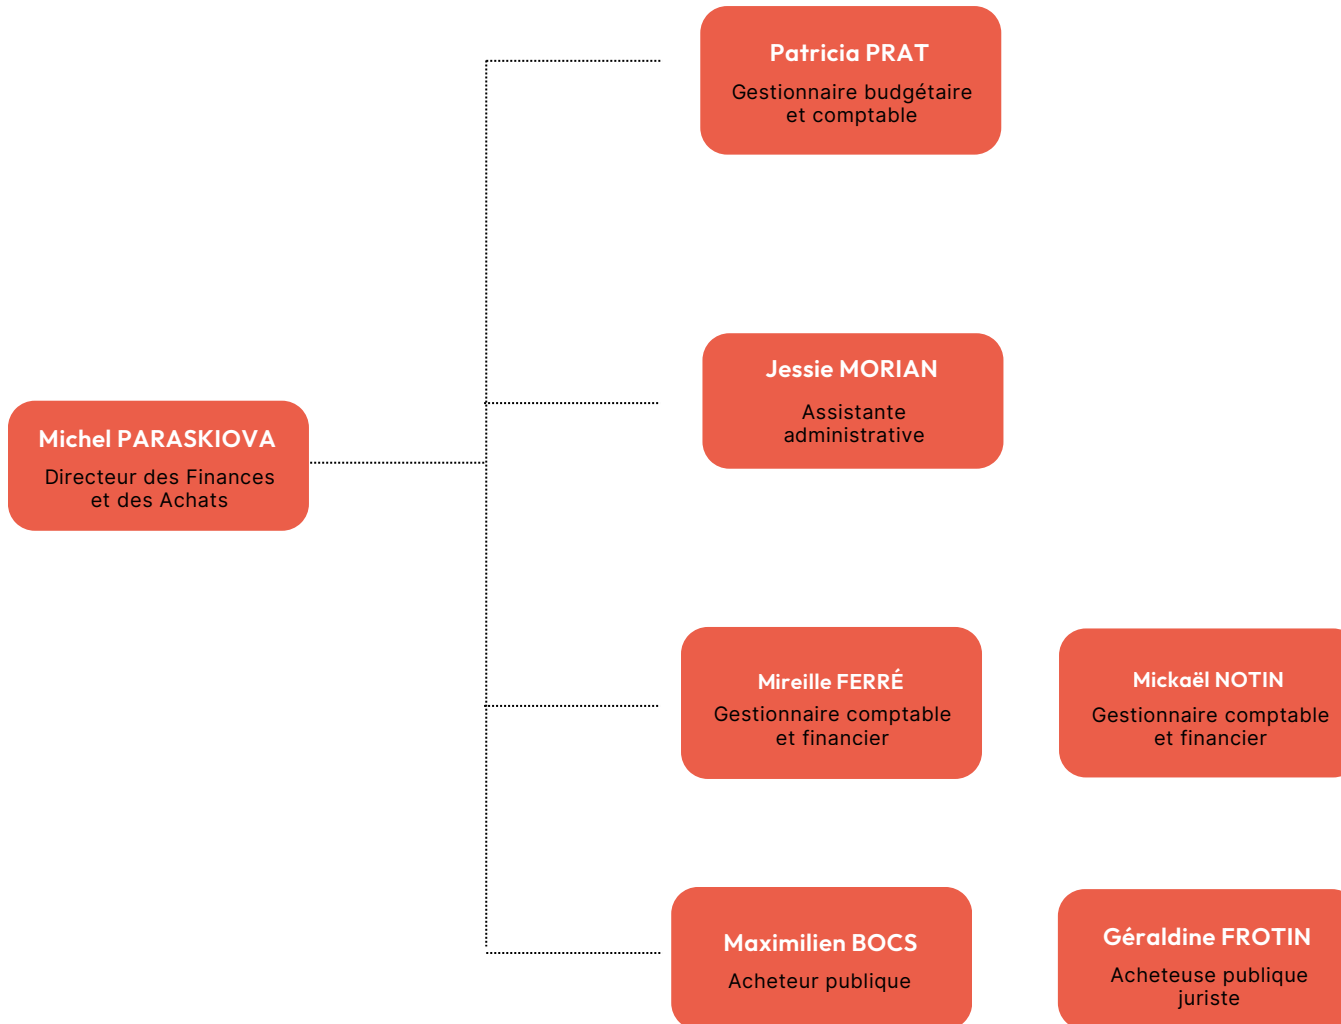 Patricia PRAT
Gestionnaire budgétaire
et comptable
Jessie MORIAN
Assistante
administrative
Michel PARASKIOVA
Directeur des Finances
et des Achats
Mireille FERRÉ
Gestionnaire comptable
et financier
Mickaël NOTIN
Gestionnaire comptable
et financier
Maximilien BOCS
Acheteur publique
Géraldine FROTIN
Acheteuse publique
juriste